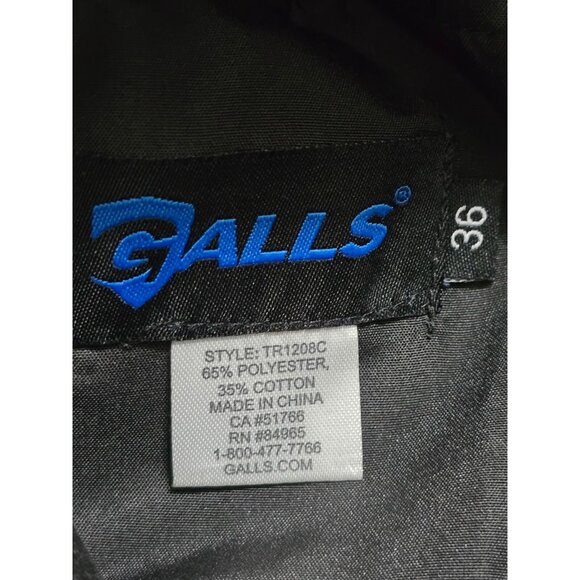 GALLS®
36
STYLE: TR1208C
65% POLYESTER,
35% COTTON
MADE IN CHINA
CA #51766
RN #84965
1-800-477-7766
GALLS.COM